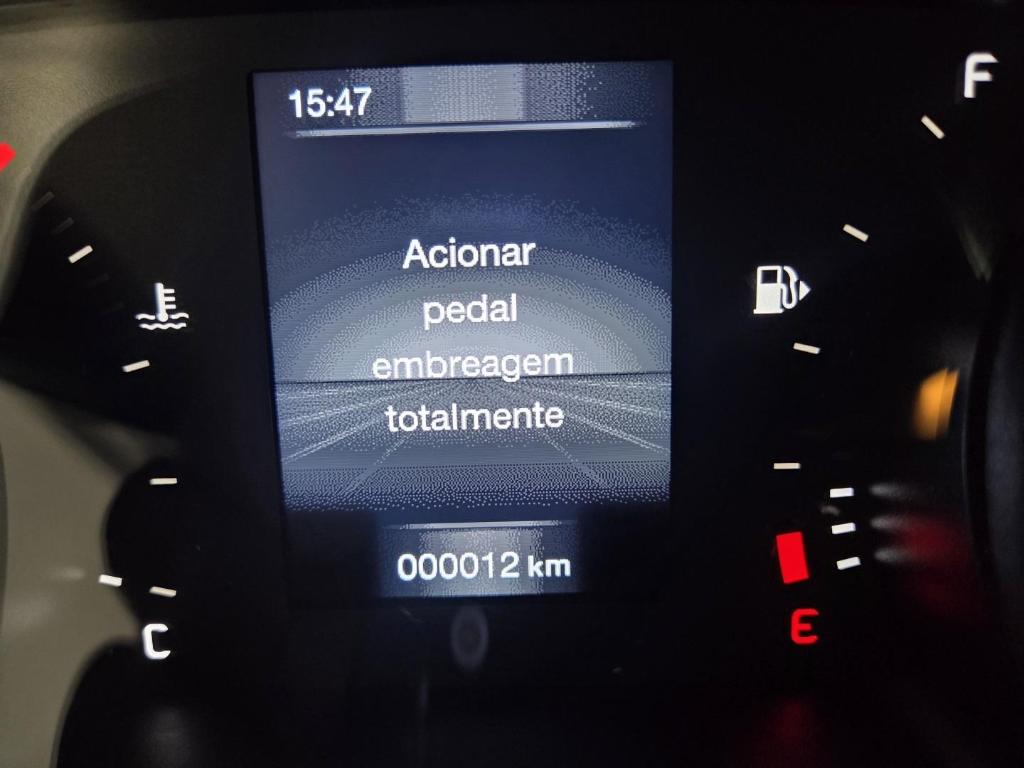 15:47
F
Acionar
pedal
embreagem
totalmente
000012 km
C
E